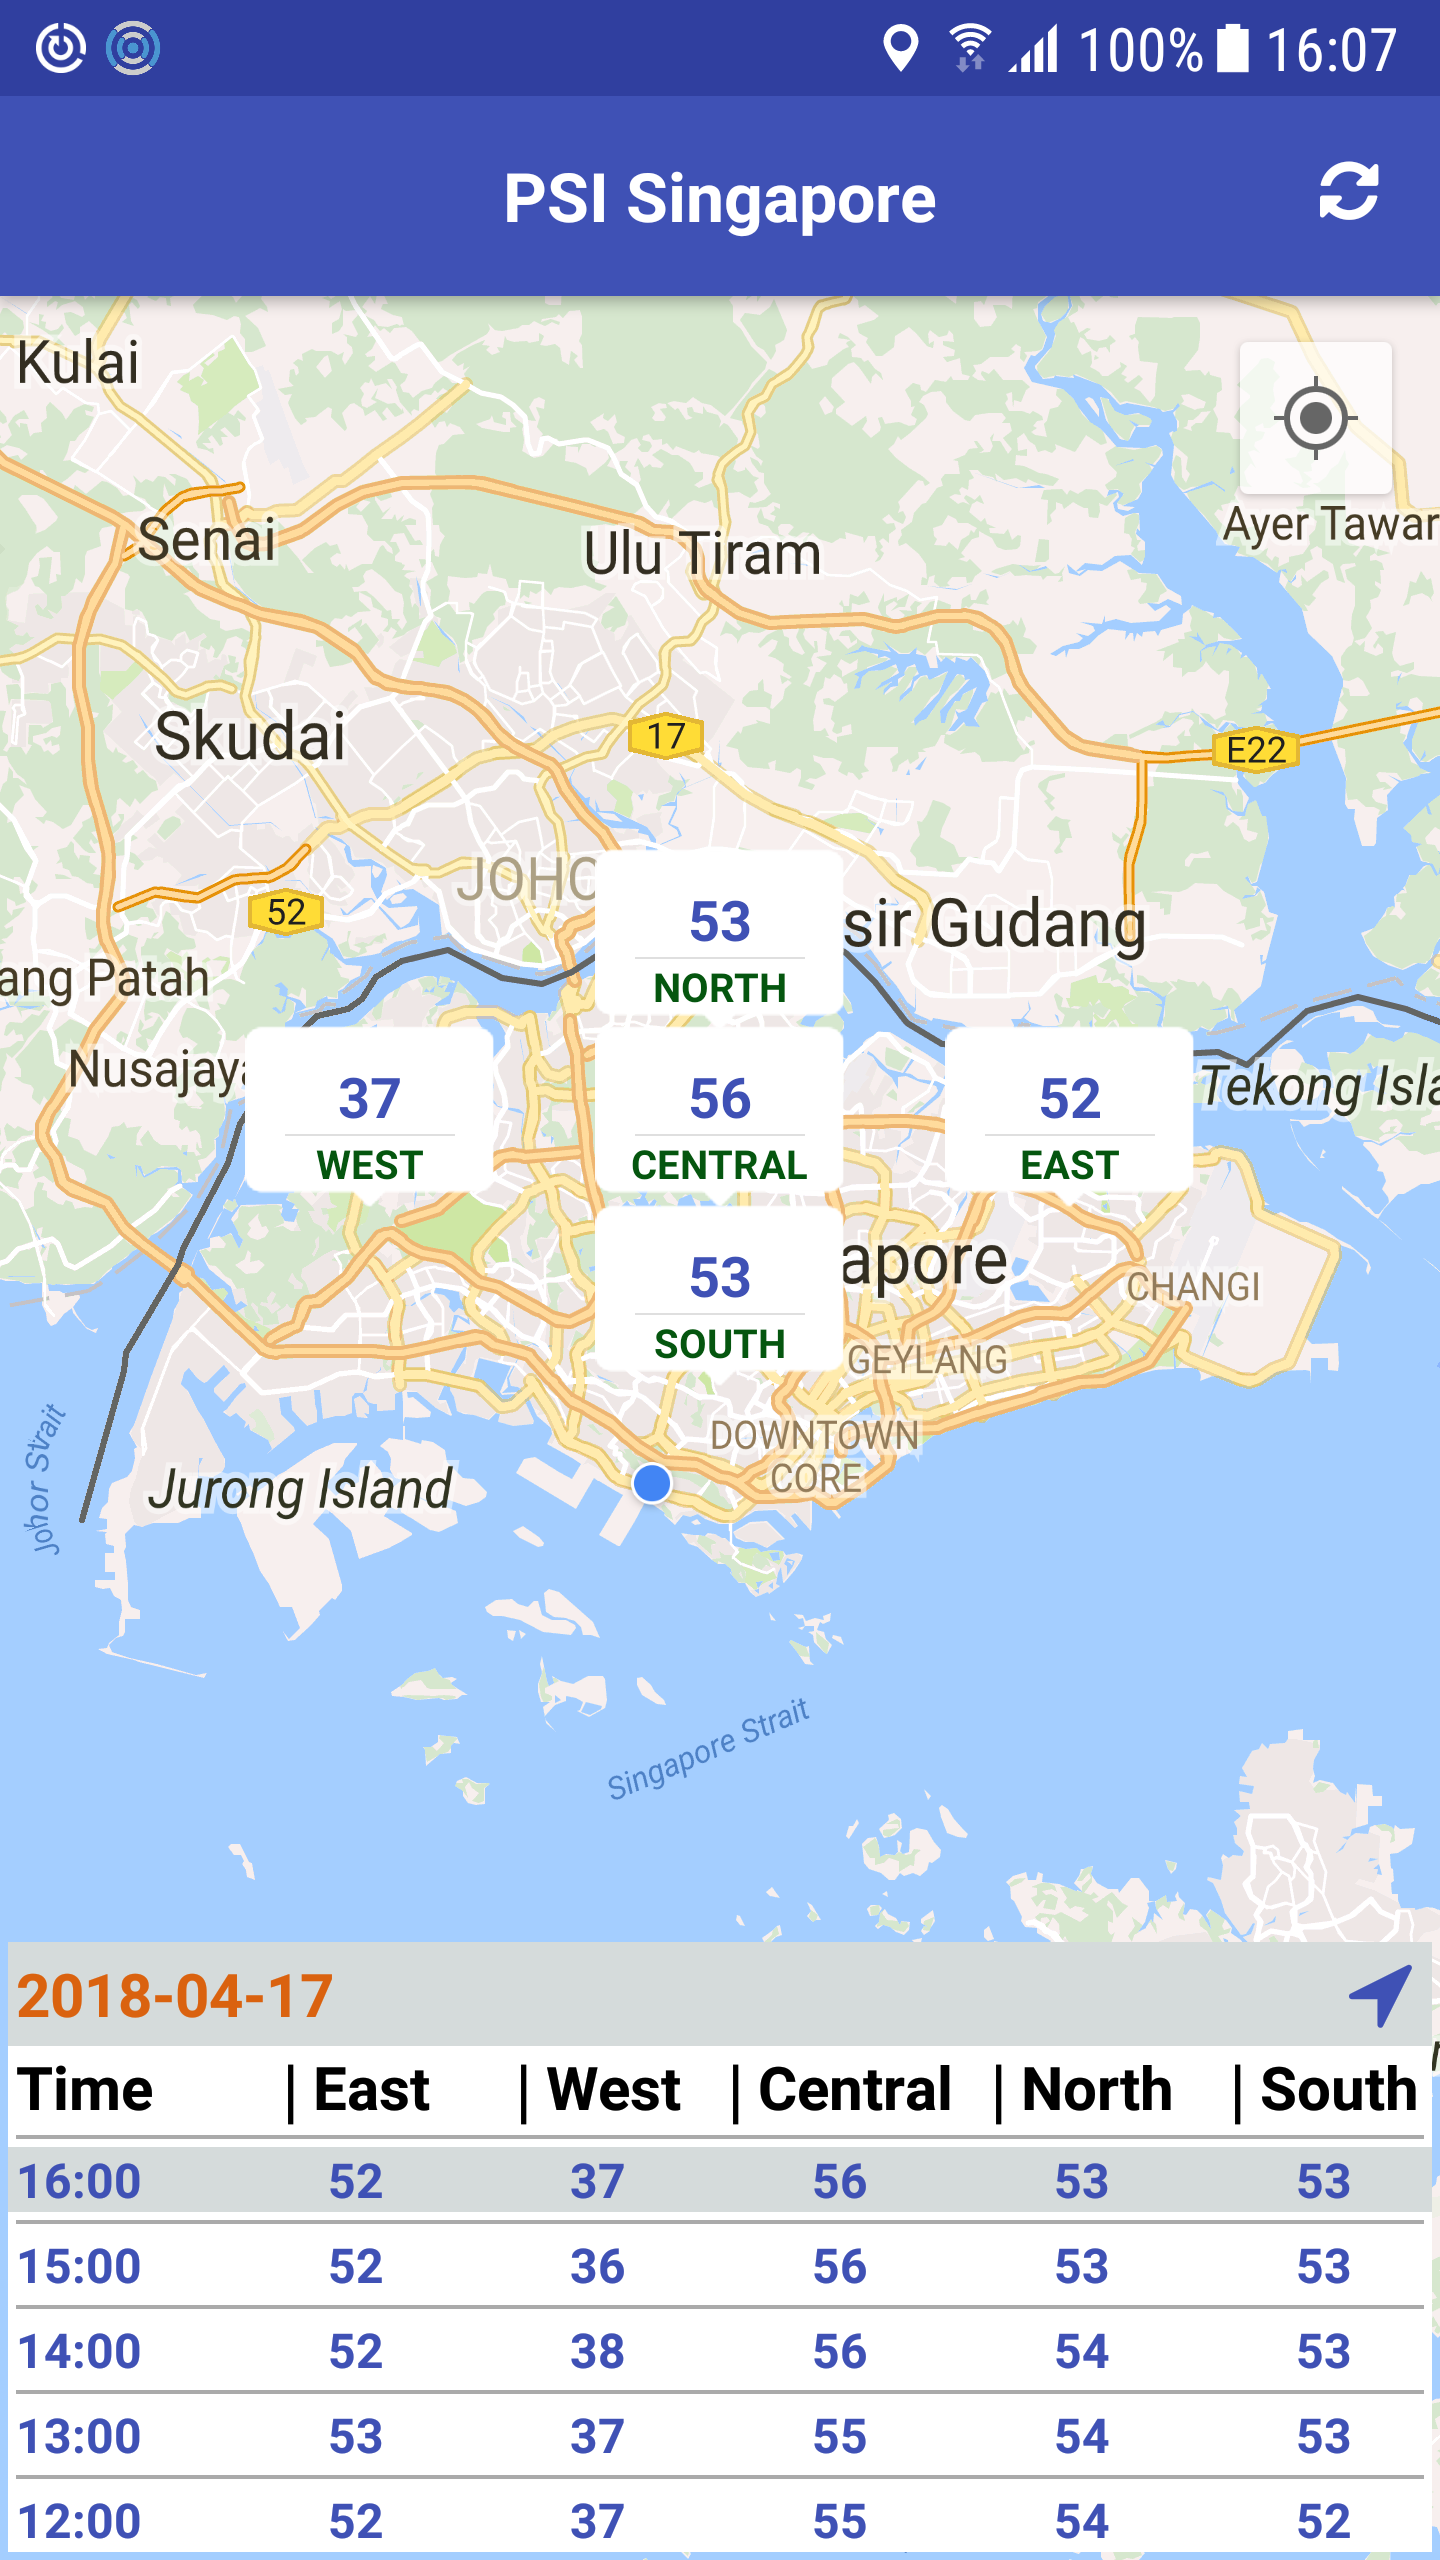 100% 16:07
PSI Singapore
Kulai
Senai
Ulu Tiram
Ayer Tawar
Skudai
17
E22
JOHO
52
53
NORTH
sir Gudang
ang Patah
Nusajaya
37
WEST
56
CENTRAL
52
EAST
Tekong Isla
53
SOUTH
apore
CHANGI
GEYLANG
DOWNTOWN
CORE
Johor Strait
Jurong Island
Singapore Strait
2018-04-17
Time | East | West | Central | North | South
16:00 52 37 56 53 53
15:00 52 36 56 53 53
14:00 52 38 56 54 53
13:00 53 37 55 54 53
12:00 52 37 55 54 52